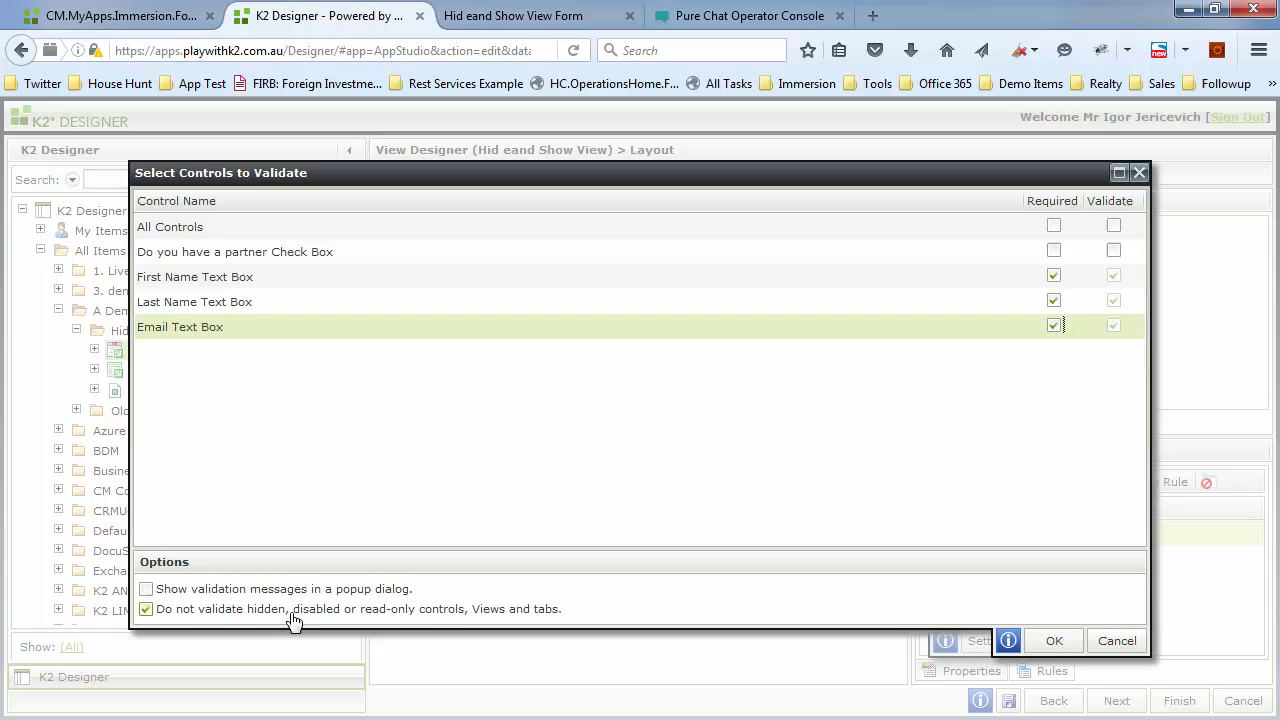 CM.MyApps.Immersion.Fo...
K2 Designer - Powered by ...
Hid eand Show View Form
Pure Chat Operator Console
https://apps.playwithk2.com.au/Designer/#app=AppStudio&action=edit&data
Search
new
Twitter
House Hunt
App Test
FIRB: Foreign Investme...
Rest Services Example
HC.OperationsHome.F...
All Tasks
Immersion
Tools
Office 365
Demo Items
Realty
Sales
Followup
K2* DESIGNER
Welcome Mr Igor Jericevich [Sign Out]
K2 Designer
View Designer (Hid eand Show View) > Layout
Search:
K2 Designer
My Items
All Items
1. Live
3. den
A Dem
Hid
Old
Azure
BDM
Busine
CM Co
CRMU
Defau
DocuS
Excha
K2 AN
K2 LIM
Show: (All)
K2 Designer
Select Controls to Validate
Control Name
Required
Validate
All Controls
Do you have a partner Check Box
First Name Text Box
Last Name Text Box
Email Text Box
Options
Show validation messages in a popup dialog.
Do not validate hidden, disabled or read-only controls, Views and tabs.
OK
Cancel
Rule
Sett
Properties
Rules
Back
Next
Finish
Cancel